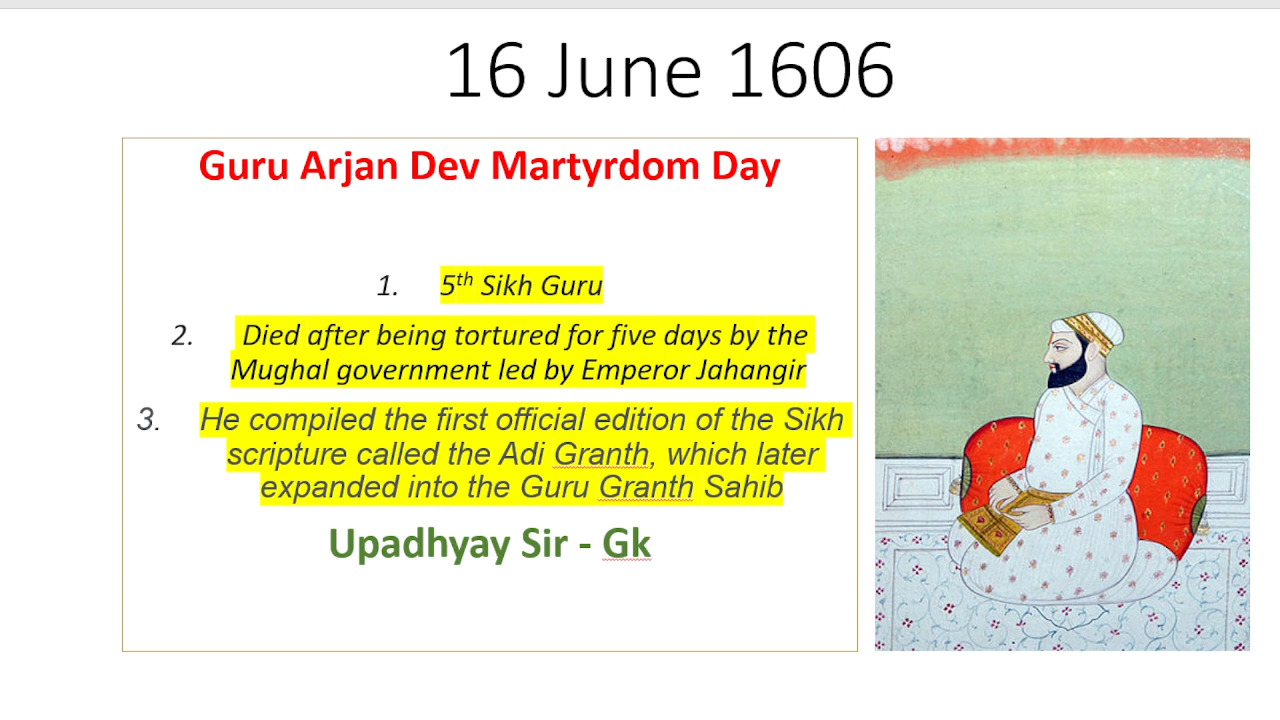 16 June 1606
Guru Arjan Dev Martyrdom Day
1. 5th Sikh Guru
2. Died after being tortured for five days by the
Mughal government led by Emperor Jahangir
3. He compiled the first official edition of the Sikh
scripture called the Adi Granth, which later
expanded into the Guru Granth Sahib
Upadhyay Sir - Gk